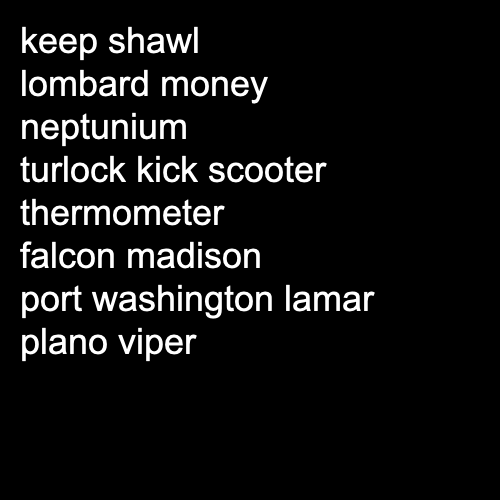 keep shawl
lombard money
neptunium
turlock kick scooter
thermometer
falcon madison
port washington lamar
plano viper